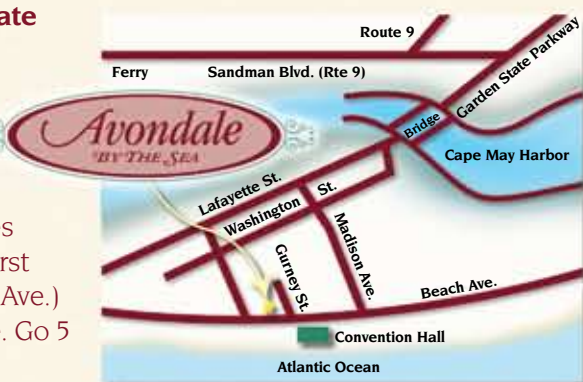 ate
Route 9
Ferry
Sandman Blvd. (Rte 9)
Garden State Parkway
Bridge
Avondale
BY THE SEA
Cape May Harbor
Lafayette St.
Washington St.
es
rst
Ave.)
. Go 5
Gurney St.
Madison Ave.
Beach Ave.
Convention Hall
Atlantic Ocean